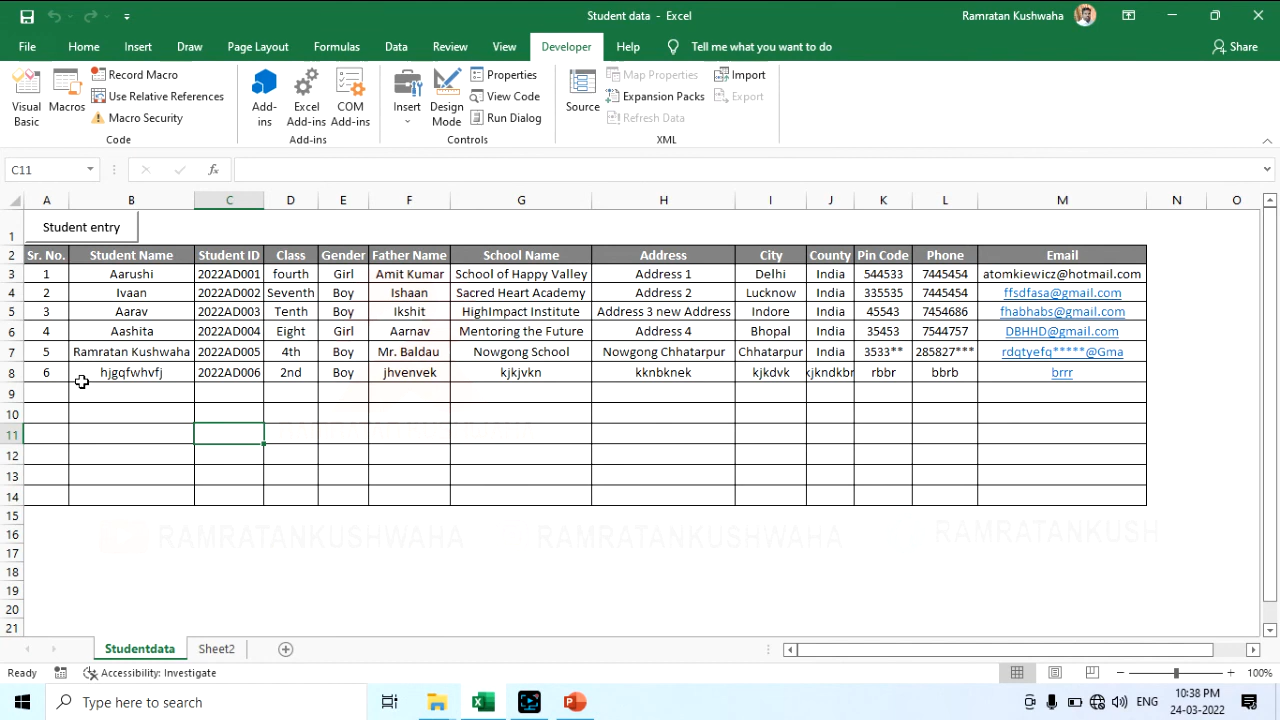 Student data - Excel
Ramratan Kushwaha
File Home Insert Draw Page Layout Formulas Data Review View Developer Help Tell me what you want to do Share
Visual Basic
Macros
Record Macro
Use Relative References
Macro Security
Code
Add-ins
Excel Add-ins
COM Add-ins
Add-ins
Insert
Design Mode
Properties
View Code
Run Dialog
Controls
Source
Map Properties
Expansion Packs
Refresh Data
Import
Export
XML
C11
fx
A B C D E F G H I J K L M N O
1 Student entry
2 Sr. No. Student Name Student ID Class Gender Father Name School Name Address City County Pin Code Phone Email
3 1 Aarushi 2022AD001 fourth Girl Amit Kumar School of Happy Valley Address 1 Delhi India 544533 7445454 atomkiewicz@hotmail.com
4 2 Ivaan 2022AD002 Seventh Boy Ishaan Sacred Heart Academy Address 2 Lucknow India 335535 7445454 ffsdfasa@gmail.com
5 3 Aarav 2022AD003 Tenth Boy Ikshit HighImpact Institute Address 3 new Address Indore India 45543 7454686 fhabhabs@gmail.com
6 4 Aashita 2022AD004 Eight Girl Aarnav Mentoring the Future Address 4 Bhopal India 35453 7544757 DBHHD@gmail.com
7 5 Ramratan Kushwaha 2022AD005 4th Boy Mr. Baldau Nowgong School Nowgong Chhatarpur Chhatarpur India 3533** 285827*** rdqtyefq*****@Gma
8 6 hjgqfwhvfj 2022AD006 2nd Boy jhvenvek kjkjvkn kknbknek kjkdvk kjkndkbr rbbr bbrb brrr
9
10
11
12
13
14
15
16 RAMRATANKUSHWAHA RAMRATANKUSHWAHA RAMRATANKUSH
17
18
19
20
21
Studentdata Sheet2
Ready Accessibility: Investigate 100%
Type here to search
ENG
10:38 PM
24-03-2022